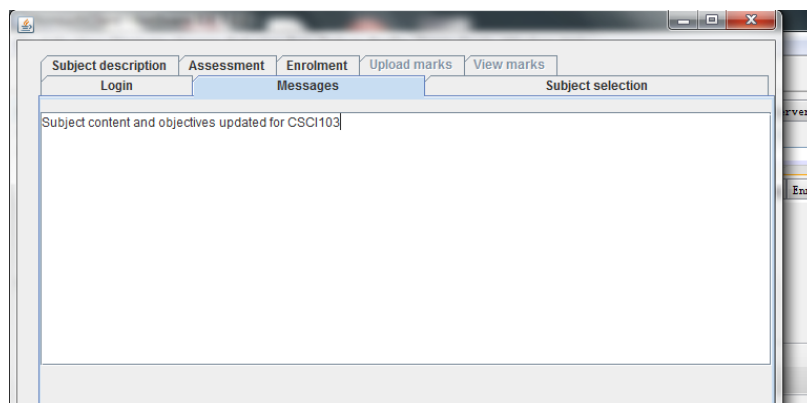 Subject description Assessment Enrolment Upload marks View marks
Login Messages Subject selection
Subject content and objectives updated for CSCI103